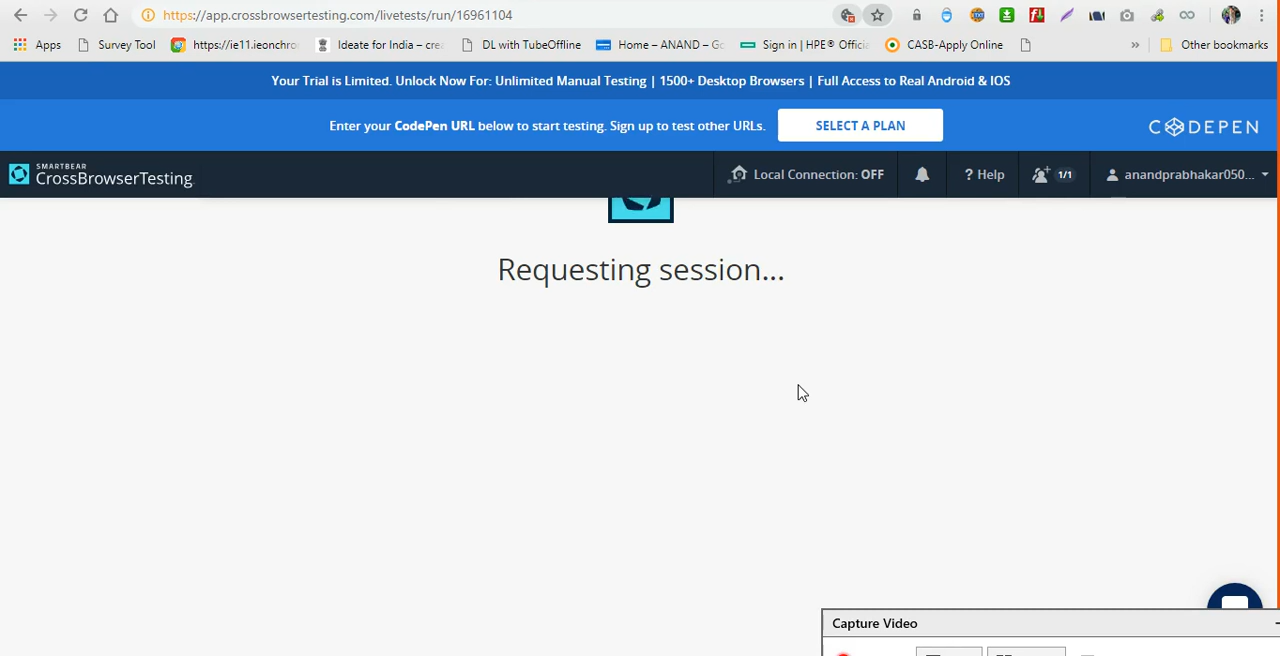 https://app.crossbrowsertesting.com/livetests/run/16961104
Apps Survey Tool https://ie11.ieonchro Ideate for India – crea DL with TubeOffline Home – ANAND – Go Sign in | HPE® Officia CASB-Apply Online » Other bookmarks
Your Trial is Limited. Unlock Now For: Unlimited Manual Testing | 1500+ Desktop Browsers | Full Access to Real Android & IOS
Enter your CodePen URL below to start testing. Sign up to test other URLs. SELECT A PLAN CODEPEN
SMARTBEAR
CrossBrowserTesting Local Connection: OFF ? Help 1/1 anandprabhakar050...
Requesting session...
Capture Video